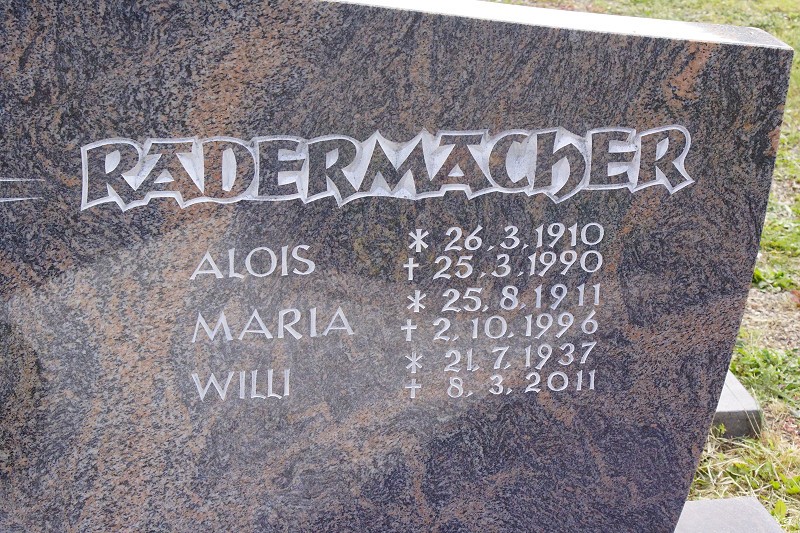 RADERMACHER
* 26.3.1910
ALOIS † 25.3.1990
* 25.8.1911
MARIA † 2.10.1996
* 21.7.1937
WILLI † 8.3.2011